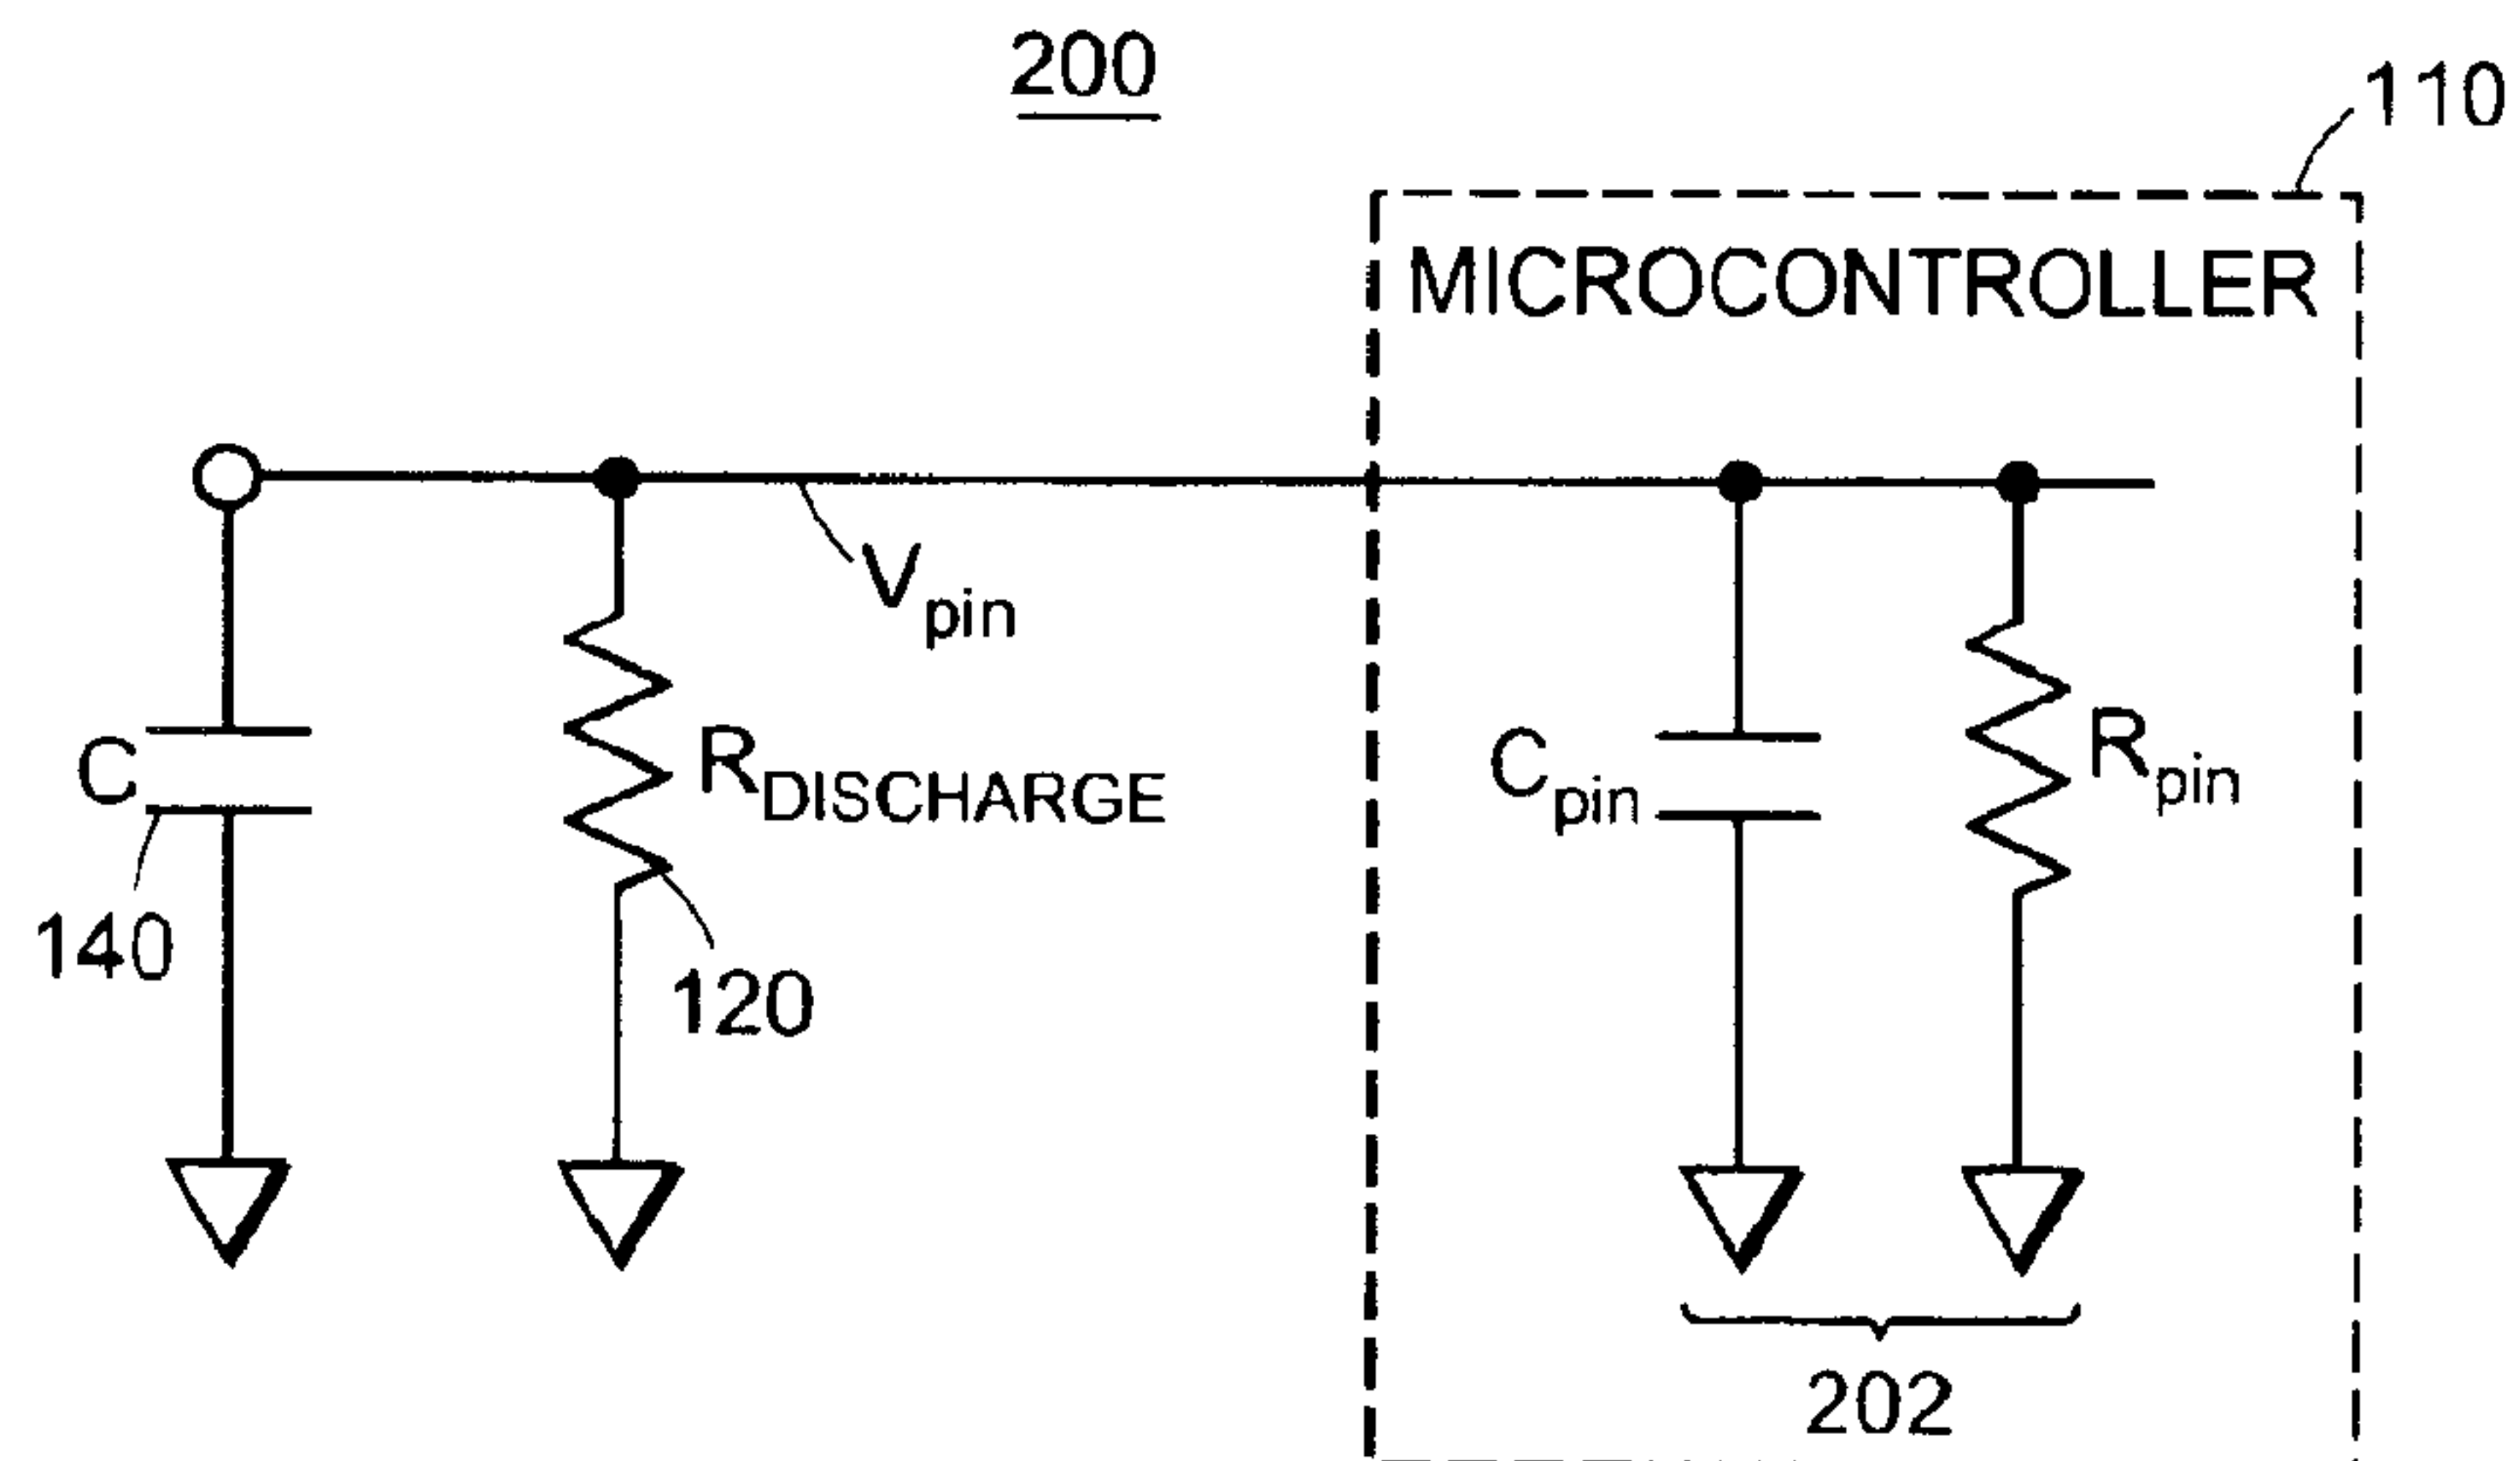 200
110
MICROCONTROLLER
Vpin
C
RDISCHARGE
Cpin
Rpin
140
120
202